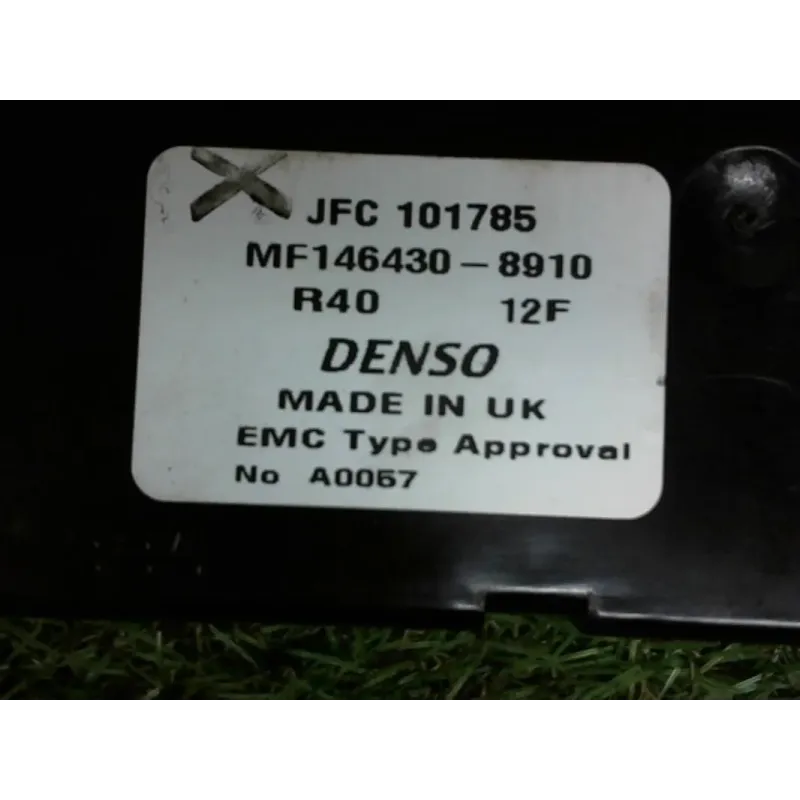 JFC 101785
MF146430-8910
R40 12F
DENSO
MADE IN UK
EMC Type Approval
No A0057